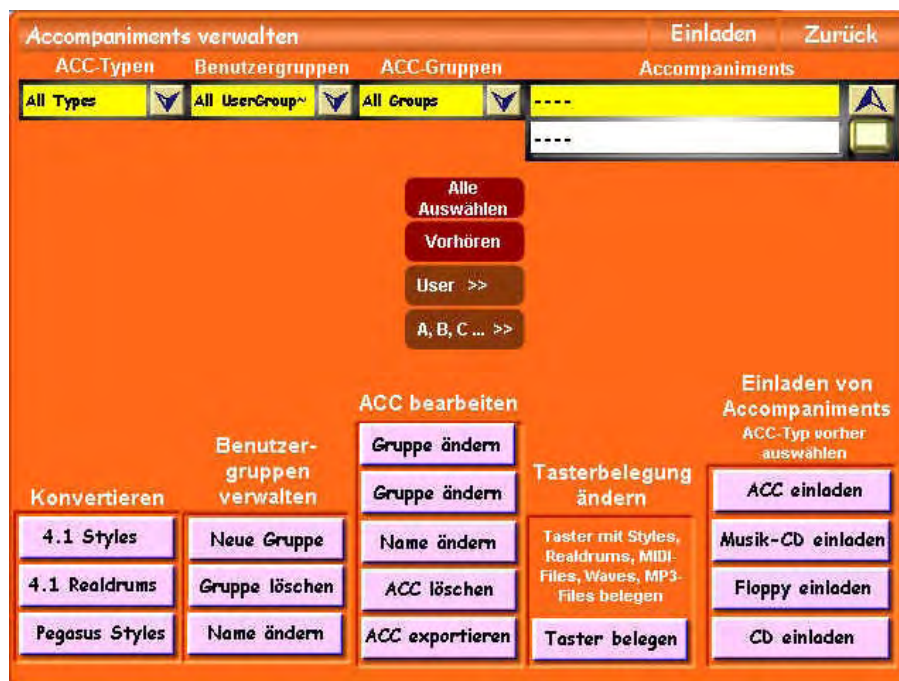 Accompaniments verwalten
Einladen
Zurück
ACC-Typen
Benutzergruppen
ACC-Gruppen
Accompaniments
All Types
All UserGroup~
All Groups
----
----
Alle
Auswählen
Vorhören
User >>
A, B, C ... >>
Konvertieren
4.1 Styles
4.1 Realdrums
Pegasus Styles
Benutzer-
gruppen
verwalten
Neue Gruppe
Gruppe löschen
Name ändern
ACC bearbeiten
Gruppe ändern
Gruppe ändern
Name ändern
ACC löschen
ACC exportieren
Tasterbelegung
ändern
Taster mit Styles,
Realdrums, MIDI-
Files, Waves, MP3-
Files belegen
Taster belegen
Einladen von
Accompaniments
ACC-Typ vorher
auswählen
ACC einladen
Musik-CD einladen
Floppy einladen
CD einladen